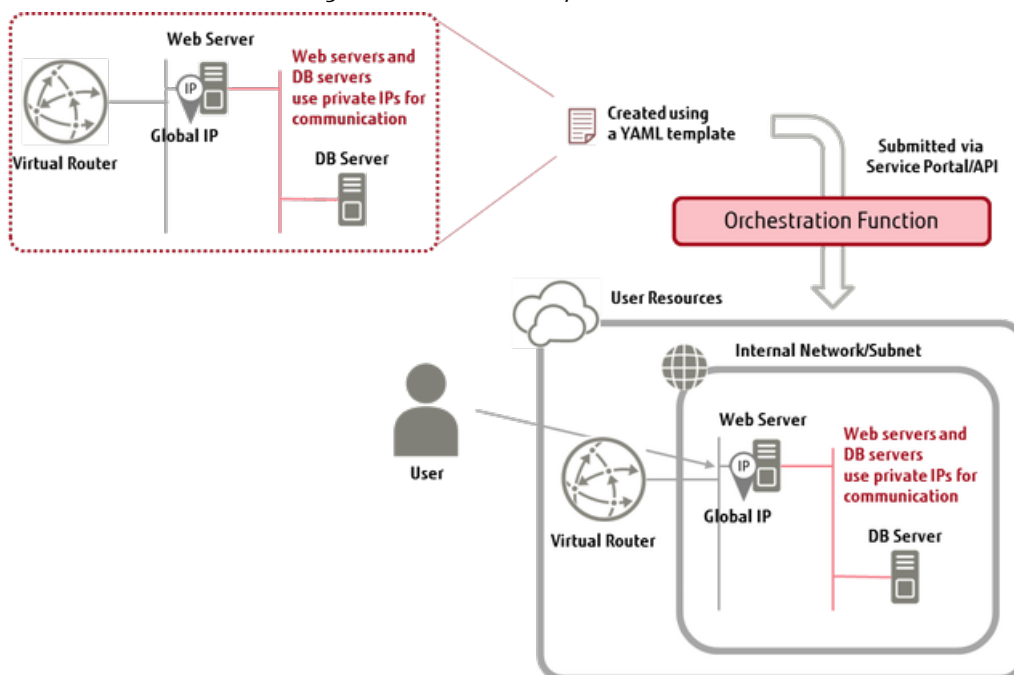 Web Server
Web servers and
DB servers
use private IPs for
communication
IP
Global IP
Virtual Router
DB Server
Created using
a YAML template
Submitted via
Service Portal/API
Orchestration Function
User Resources
Internal Network/Subnet
Web Server
Web servers and
DB servers
use private IPs for
communication
IP
Global IP
User
Virtual Router
DB Server